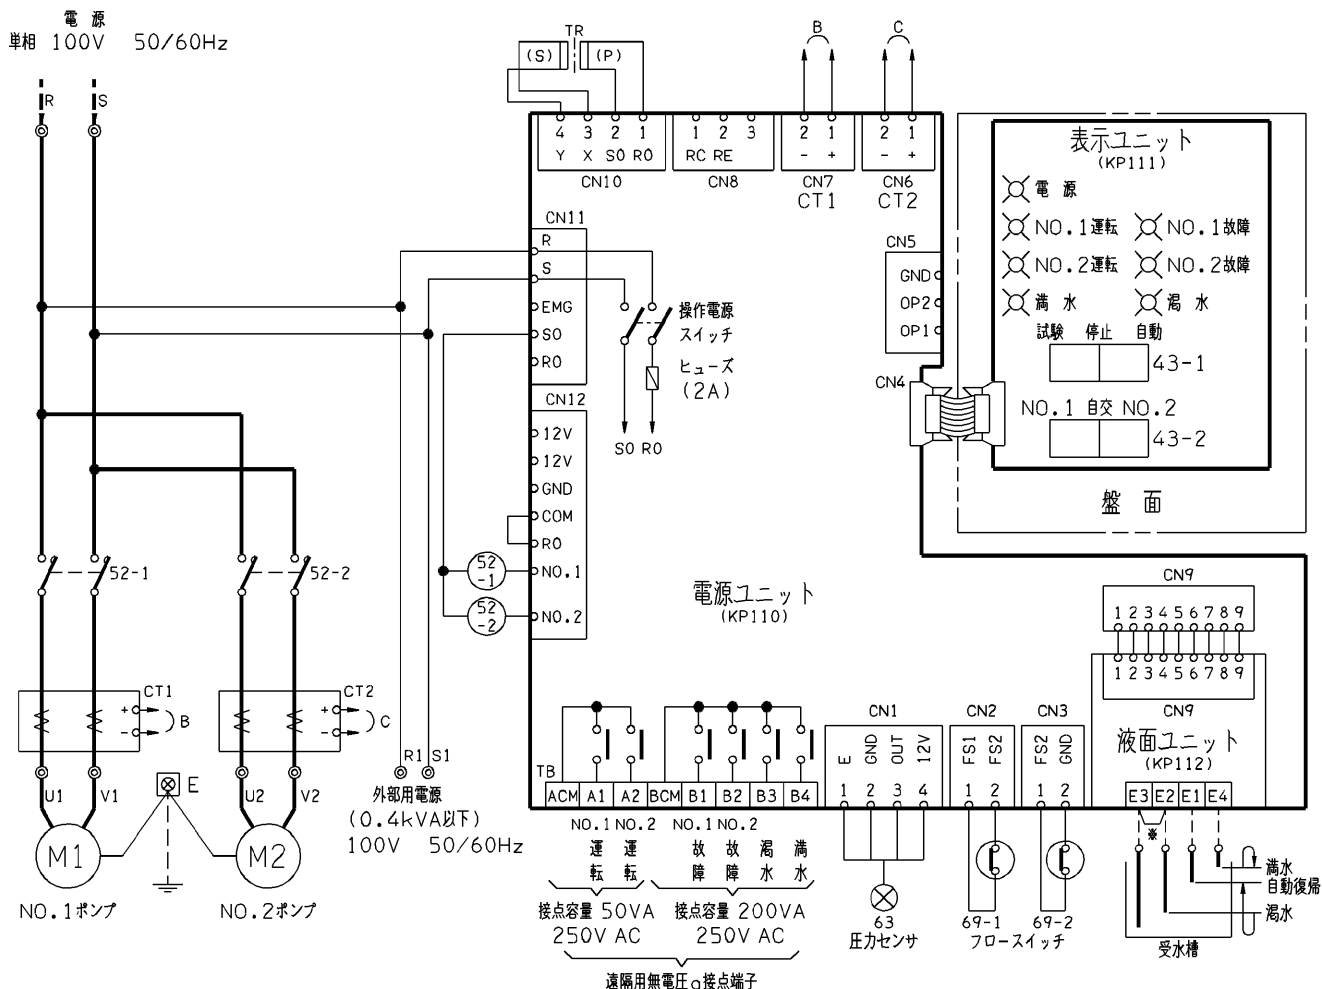 電 源
単相 100V 50/60Hz
R S
TR
(S) (P)
B C
4 3 2 1
Y X SO RO
CN10
1 2 3
RC RE
CN8
2 1
- +
CN7
CT1
2 1
- +
CN6
CT2
表示ユニット
(KP111)
電 源
NO.1運転 NO.1故障
NO.2運転 NO.2故障
満 水 渇 水
試験 停止 自動
43-1
NO.1 自交 NO.2
43-2
盤 面
CN11
R
S
EMG
SO
RO
操作電源
スイッチ
ヒューズ
(2A)
SO RO
CN5
GND
OP2
OP1
CN4
CN12
12V
12V
GND
COM
RO
NO.1
NO.2
52
-1
52
-2
52-1 52-2
電源ユニット
(KP110)
CN9
1 2 3 4 5 6 7 8 9
1 2 3 4 5 6 7 8 9
CN9
液面ユニット
(KP112)
E3 E2 E1 E4
※
満水
自動復帰
渇水
受水槽
CT1
+
-
B
CT2
+
-
C
U1 V1 E U2 V2
M1 M2
NO.1ポンプ NO.2ポンプ
R1 S1
外部用電源
(0.4kVA以下)
100V 50/60Hz
TB
ACM A1 A2 BCM B1 B2 B3 B4
NO.1 NO.2 NO.1 NO.2
運転 運転 故障 故障 渇水 満水
接点容量 50VA 接点容量 200VA
250V AC 250V AC
遠隔用無電圧a接点端子
CN1
E GND OUT 12V
1 2 3 4
63
圧力センサ
CN2
FS1 FS2
1 2
CN3
FS2 GND
1 2
69-1 69-2
フロースイッチ